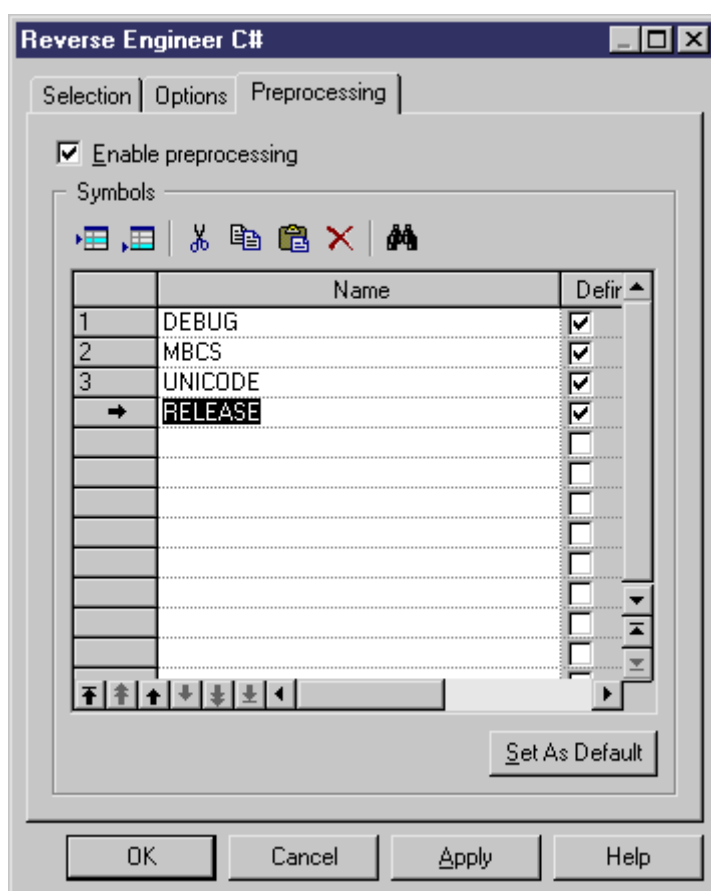 Reverse Engineer C#
Selection Options Preprocessing
Enable preprocessing
Symbols
Name Defir
1 DEBUG
2 MBCS
3 UNICODE
RELEASE
Set As Default
OK Cancel Apply Help